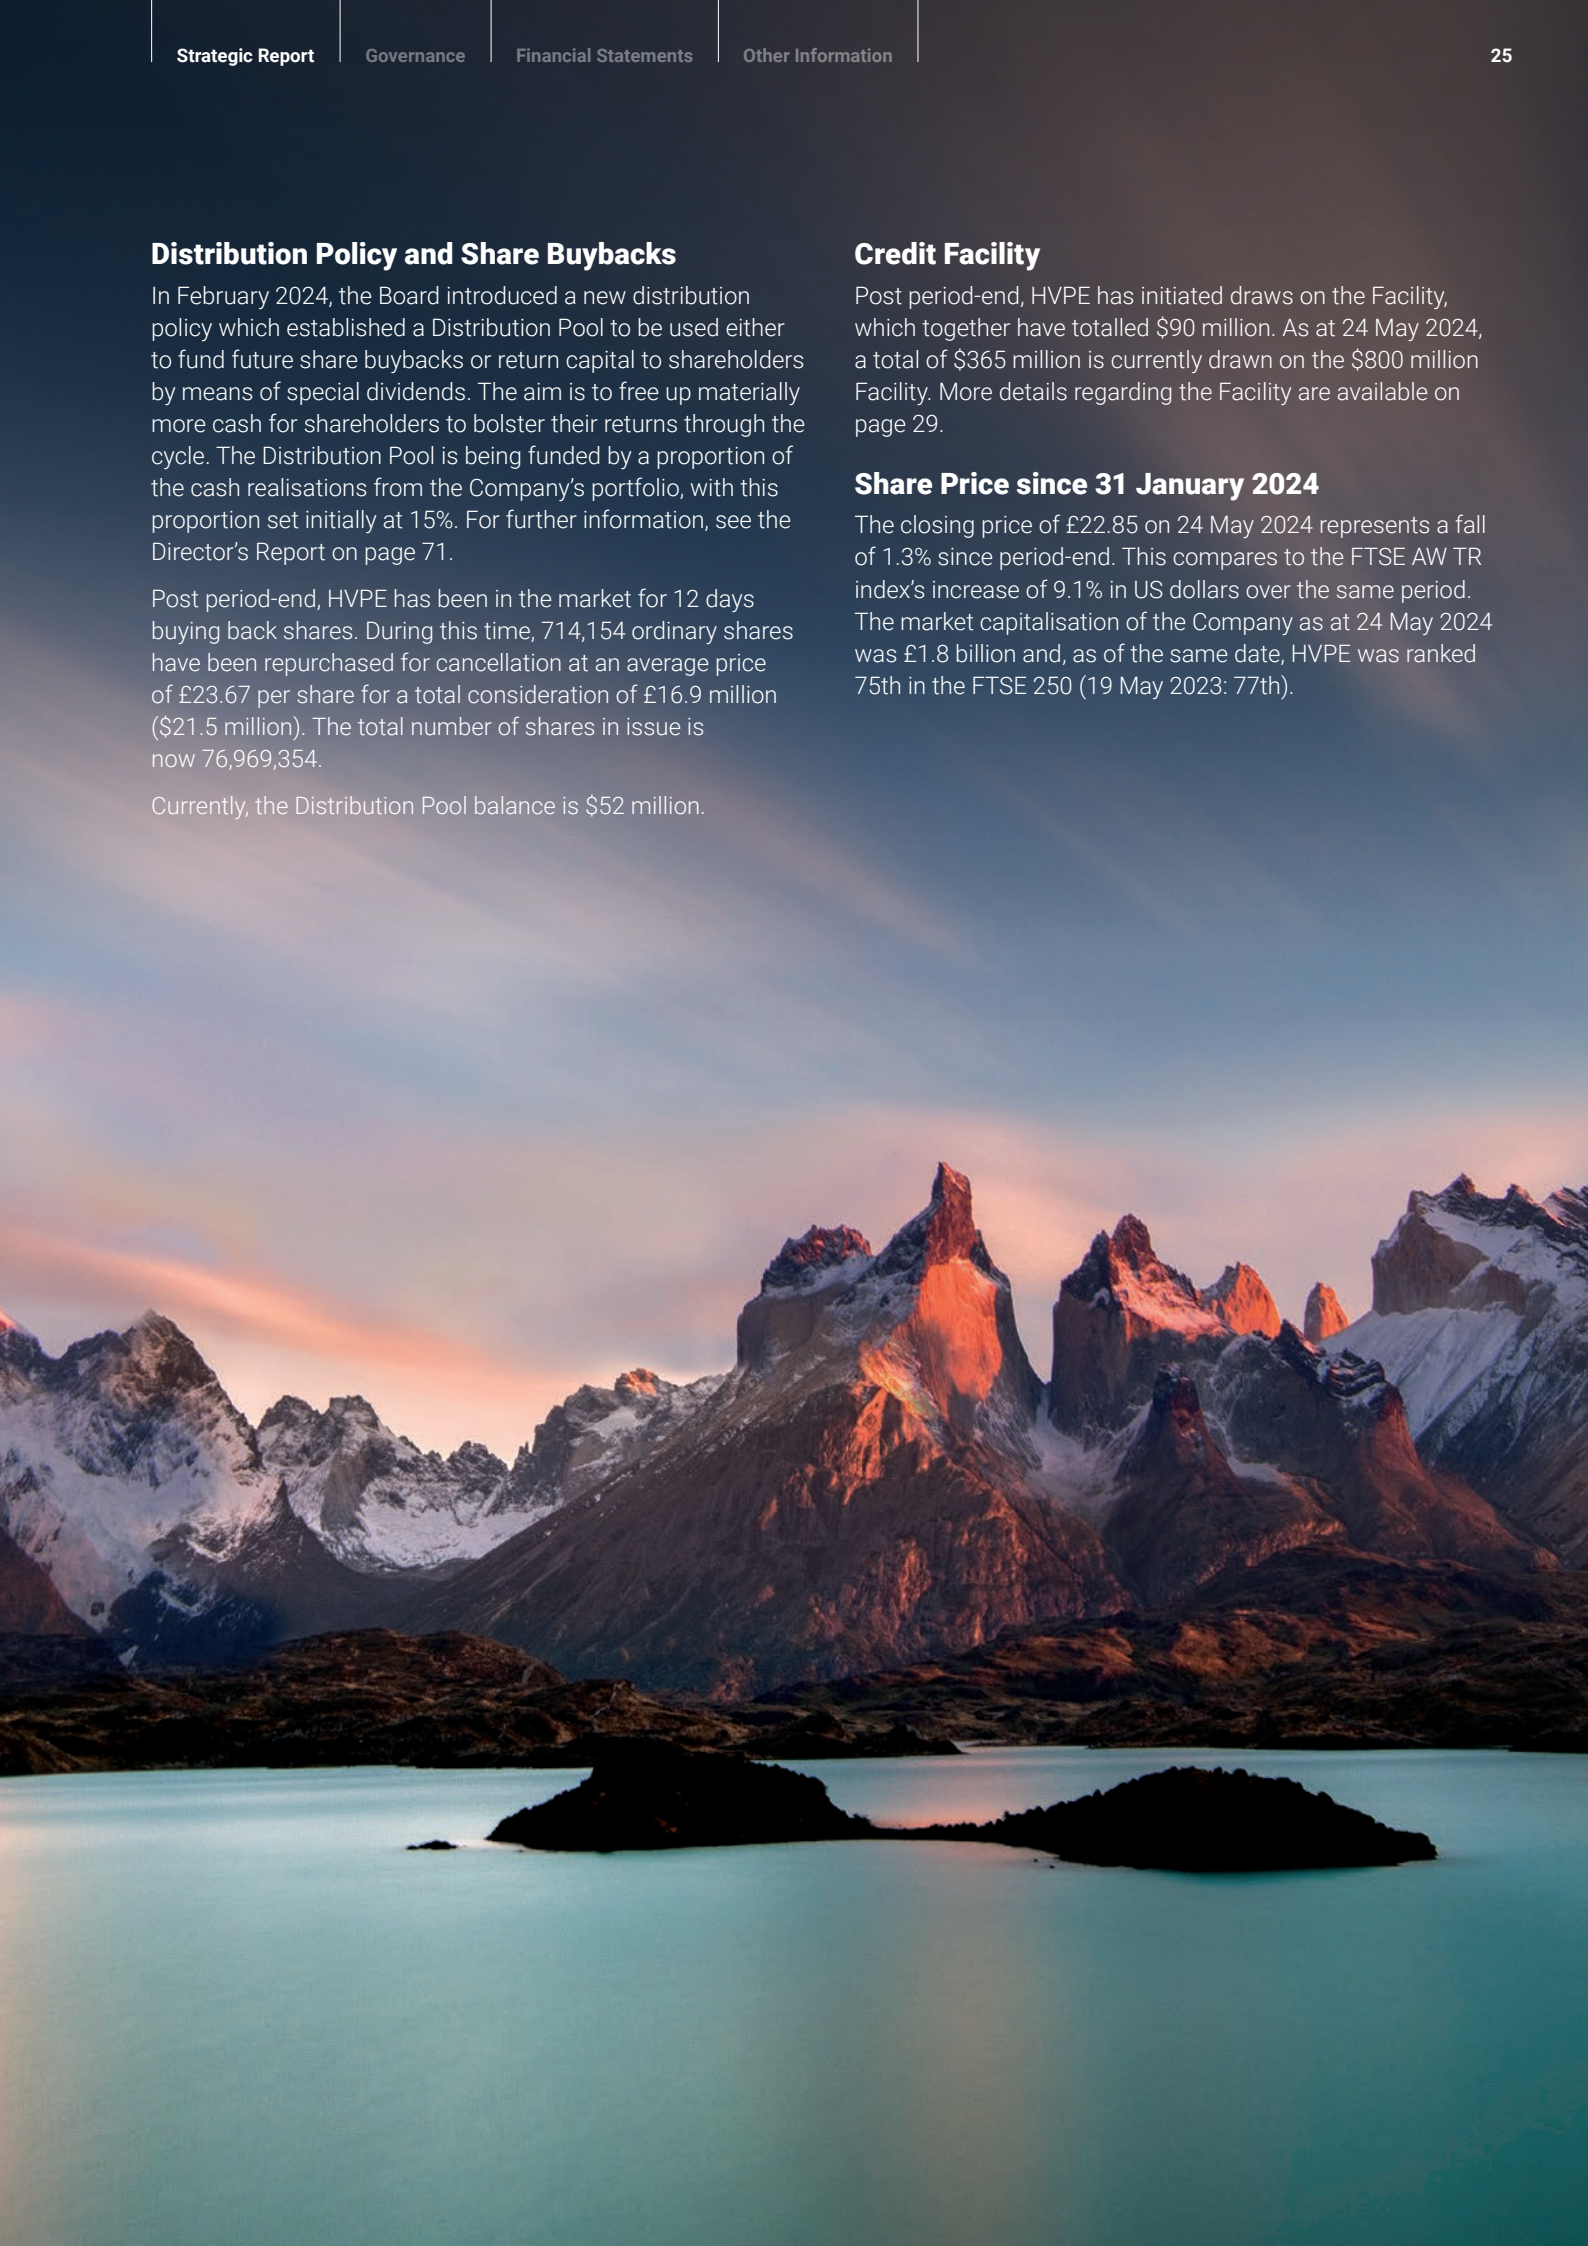 Strategic Report
Governance
Financial Statements
Other Information
25
Distribution Policy and Share Buybacks
In February 2024, the Board introduced a new distribution
policy which established a Distribution Pool to be used either
to fund future share buybacks or return capital to shareholders
by means of special dividends. The aim is to free up materially
more cash for shareholders to bolster their returns through the
cycle. The Distribution Pool is being funded by a proportion of
the cash realisations from the Company’s portfolio, with this
proportion set initially at 15%. For further information, see the
Director’s Report on page 71.
Post period-end, HVPE has been in the market for 12 days
buying back shares. During this time, 714,154 ordinary shares
have been repurchased for cancellation at an average price
of £23.67 per share for a total consideration of £16.9 million
($21.5 million). The total number of shares in issue is
now 76,969,354.
Currently, the Distribution Pool balance is $52 million.
Credit Facility
Post period-end, HVPE has initiated draws on the Facility,
which together have totalled $90 million. As at 24 May 2024,
a total of $365 million is currently drawn on the $800 million
Facility. More details regarding the Facility are available on
page 29.
Share Price since 31 January 2024
The closing price of £22.85 on 24 May 2024 represents a fall
of 1.3% since period-end. This compares to the FTSE AW TR
index’s increase of 9.1% in US dollars over the same period.
The market capitalisation of the Company as at 24 May 2024
was £1.8 billion and, as of the same date, HVPE was ranked
75th in the FTSE 250 (19 May 2023: 77th).